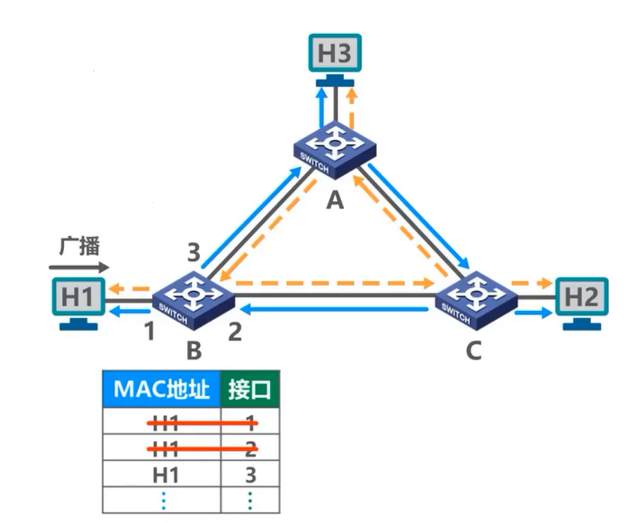 H3
SWITCH
A
广播
3
H1
SWITCH
SWITCH
H2
1
2
B
C
MAC地址 接口
H1 1
H1 2
H1 3
⋮ ⋮